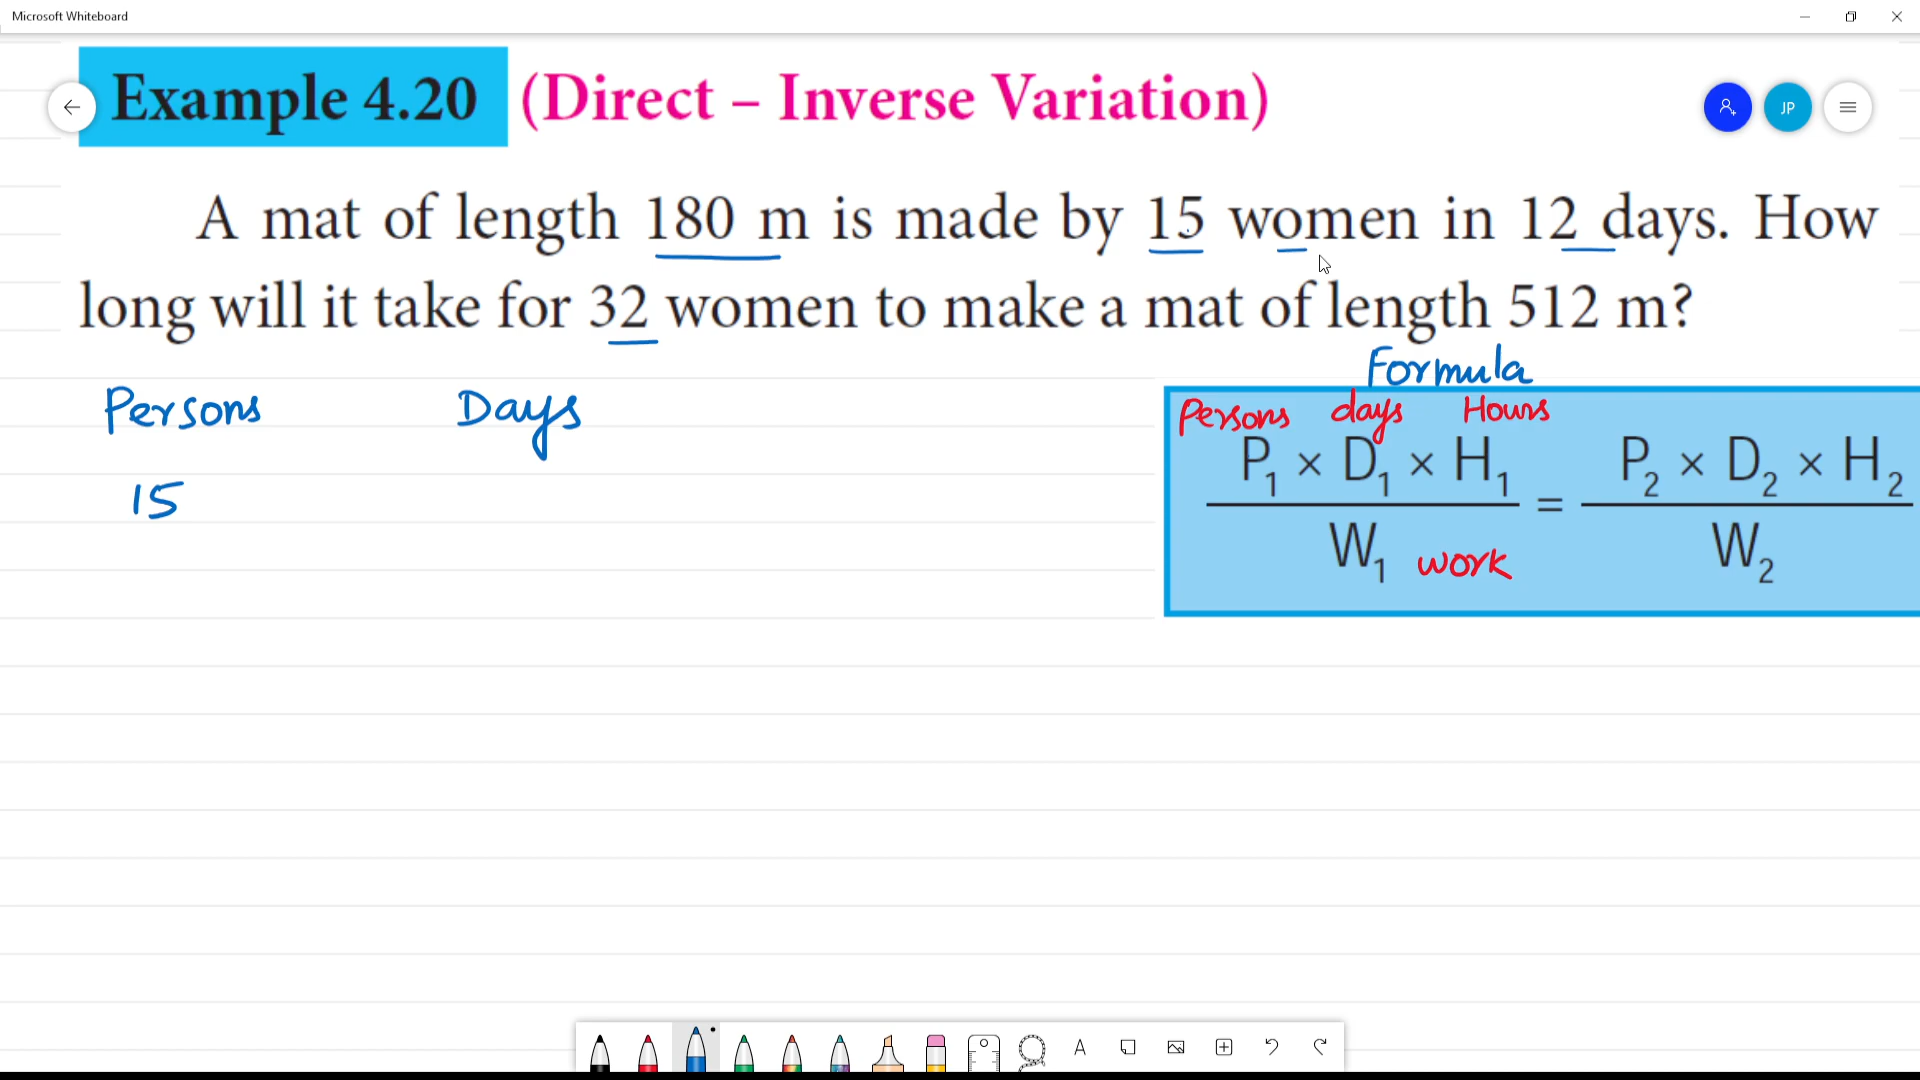 Microsoft Whiteboard
Example 4.20 (Direct – Inverse Variation)
JP
A mat of length 180 m is made by 15 women in 12 days. How
long will it take for 32 women to make a mat of length 512 m?
Formula
Persons Days
Persons days Hours
P1 × D1 × H1 / W1 = P2 × D2 × H2 / W2
work
15
A